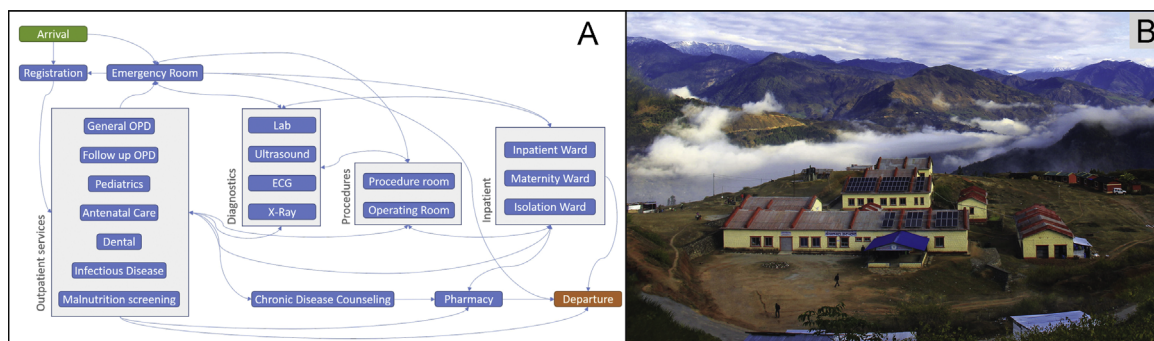 A
Arrival
Registration
Emergency Room
Outpatient services
General OPD
Follow up OPD
Pediatrics
Antenatal Care
Dental
Infectious Disease
Malnutrition screening
Diagnostics
Lab
Ultrasound
ECG
X-Ray
Procedures
Procedure room
Operating Room
Inpatient
Inpatient Ward
Maternity Ward
Isolation Ward
Chronic Disease Counseling
Pharmacy
Departure
B